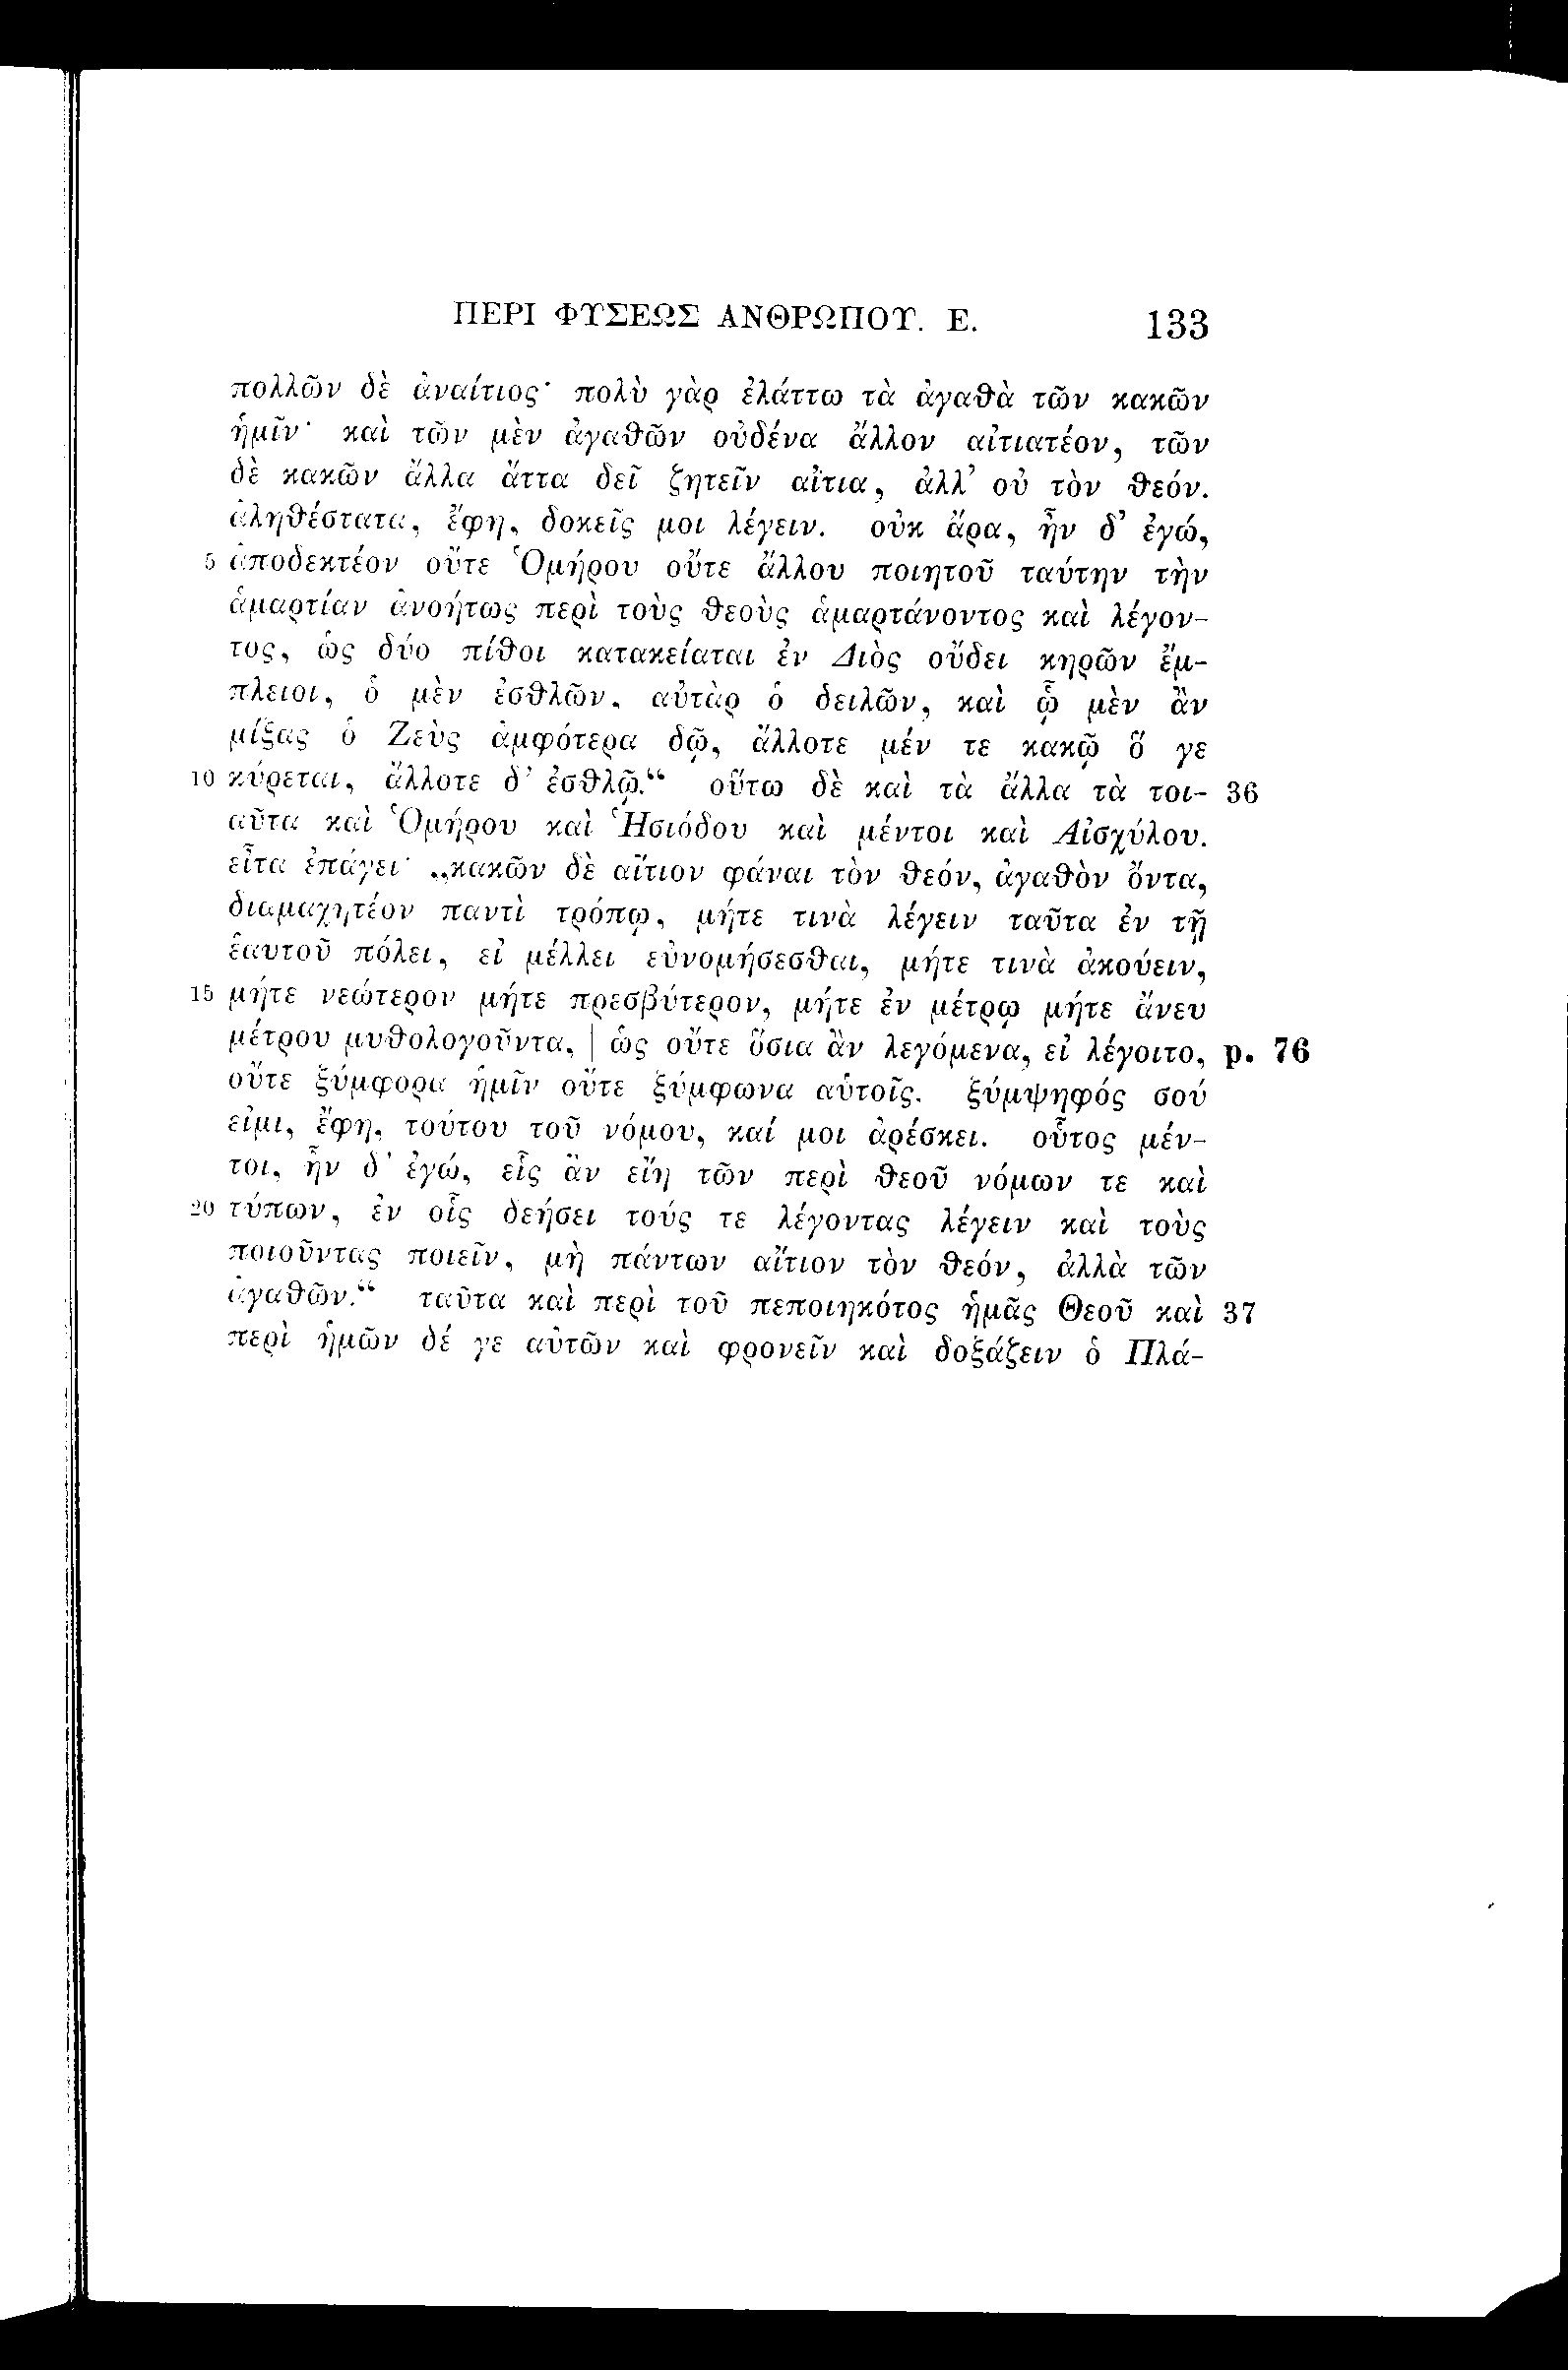 ΠΕΡΙ ΦΥΣΕΩΣ ΑΝΘΡΩΠΟΥ. Ε. 133
πολλῶν δὲ ἀναίτιος· πολὺ γὰρ ἐλάττω τὰ ἀγαθὰ τῶν κακῶν
ἡμῖν· καὶ τῶν μὲν ἀγαθῶν οὐδένα ἄλλον αἰτιατέον, τῶν
δὲ κακῶν ἄλλα ἄττα δεῖ ζητεῖν αἴτια, ἀλλ’ οὐ τὸν θεόν.
ἀληθέστατα, ἔφη, δοκεῖς μοι λέγειν. οὐκ ἄρα, ἦν δ’ ἐγώ,
5 ἀποδεκτέον οὔτε Ὁμήρου οὔτε ἄλλου ποιητοῦ ταύτην τὴν
ἁμαρτίαν ἀνοήτως περὶ τοὺς θεοὺς ἁμαρτάνοντος καὶ λέγον-
τος, ὡς δύο πίθοι κατακείαται ἐν Διὸς οὔδει κηρῶν ἔμ-
πλειοι, ὁ μὲν ἐσθλῶν, αὐτὰρ ὁ δειλῶν, καὶ ᾧ μὲν ἂν
μίξας ὁ Ζεὺς ἀμφότερα δῷ, ἄλλοτε μέν τε κακῷ ὅ γε
10 κύρεται, ἄλλοτε δ’ ἐσθλῷ.“ οὕτω δὲ καὶ τὰ ἄλλα τὰ τοι- 36
αῦτα καὶ Ὁμήρου καὶ Ἡσιόδου καὶ μέντοι καὶ Αἰσχύλου.
εἶτα ἐπάγει· „κακῶν δὲ αἴτιον φάναι τὸν θεόν, ἀγαθὸν ὄντα,
διαμαχητέον παντὶ τρόπῳ, μήτε τινὰ λέγειν ταῦτα ἐν τῇ
ἑαυτοῦ πόλει, εἰ μέλλει εὐνομήσεσθαι, μήτε τινὰ ἀκούειν,
15 μήτε νεώτερον μήτε πρεσβύτερον, μήτε ἐν μέτρῳ μήτε ἄνευ
μέτρου μυθολογοῦντα, | ὡς οὔτε ὅσια ἂν λεγόμενα, εἰ λέγοιτο, p. 76
οὔτε ξύμφορα ἡμῖν οὔτε ξύμφωνα αὑτοῖς. ξύμψηφός σού
εἰμι, ἔφη, τούτου τοῦ νόμου, καί μοι ἀρέσκει. οὗτος μέν-
τοι, ἦν δ’ ἐγώ, εἷς ἂν εἴη τῶν περὶ θεοῦ νόμων τε καὶ
20 τύπων, ἐν οἷς δεήσει τούς τε λέγοντας λέγειν καὶ τοὺς
ποιοῦντας ποιεῖν, μὴ πάντων αἴτιον τὸν θεόν, ἀλλὰ τῶν
ἀγαθῶν.“ ταῦτα καὶ περὶ τοῦ πεποιηκότος ἡμᾶς Θεοῦ καὶ 37
περὶ ἡμῶν δέ γε αὐτῶν καὶ φρονεῖν καὶ δοξάζειν ὁ Πλά-